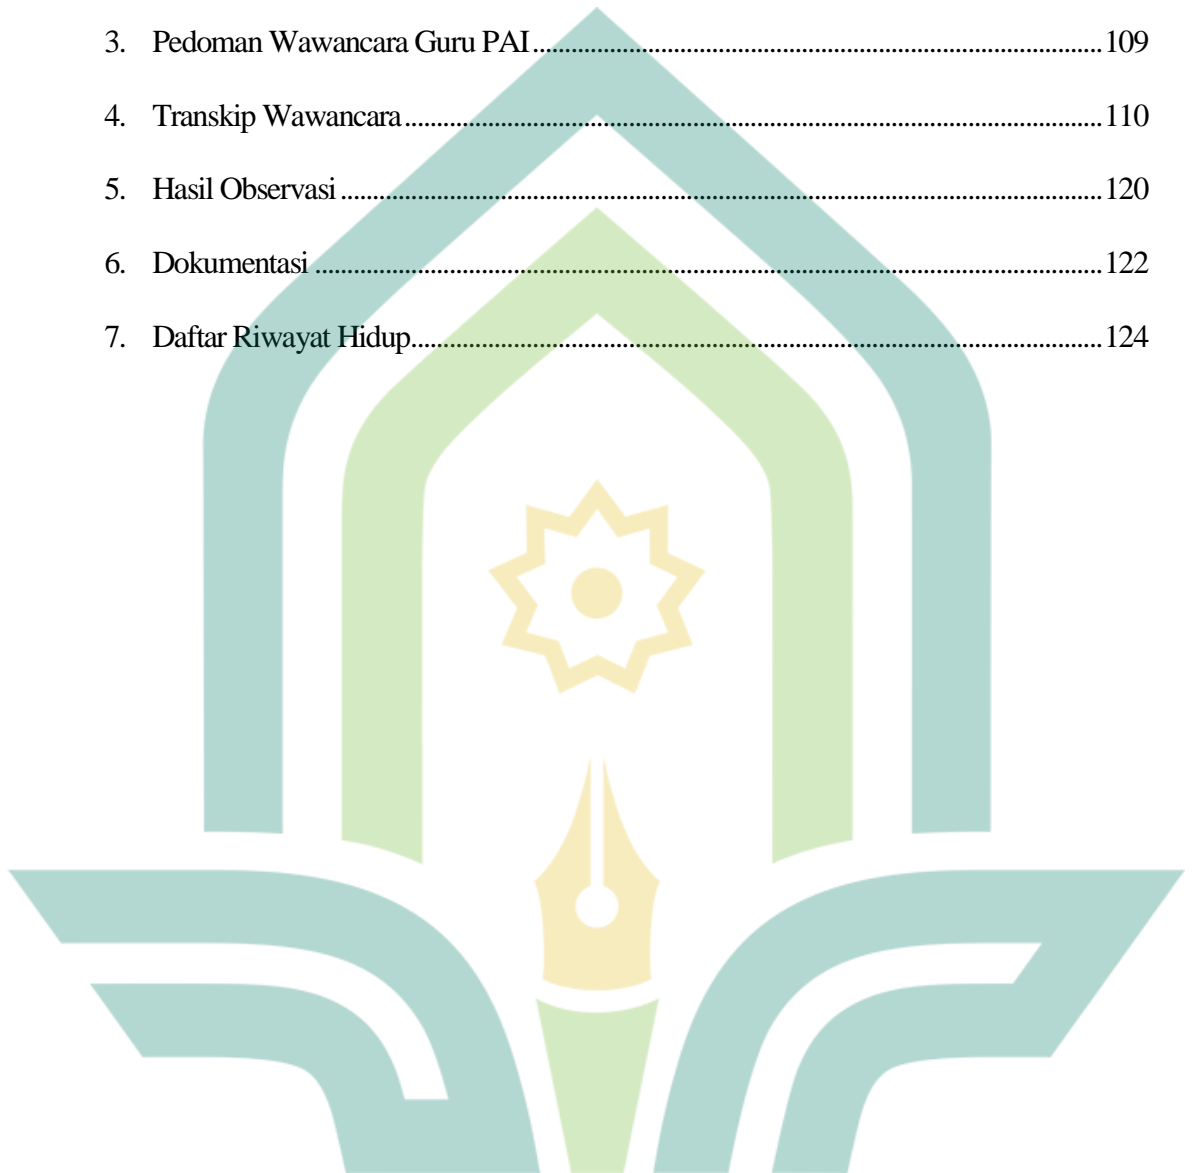 3. Pedoman Wawancara Guru PAI......................................................................................109
4. Transkip Wawancara..........................................................................................................110
5. Hasil Observasi....................................................................................................................120
6. Dokumentasi........................................................................................................................122
7. Daftar Riwayat Hidup.........................................................................................................124